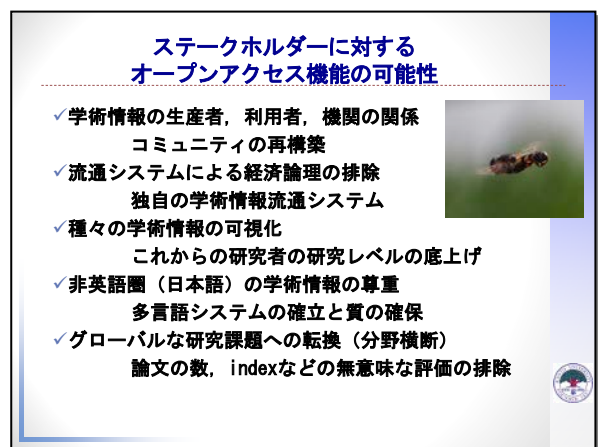 ステークホルダーに対する
オープンアクセス機能の可能性
✓学術情報の生産者，利用者，機関の関係
コミュニティの再構築
✓流通システムによる経済論理の排除
独自の学術情報流通システム
✓種々の学術情報の可視化
これからの研究者の研究レベルの底上げ
✓非英語圏（日本語）の学術情報の尊重
多言語システムの確立と質の確保
✓グローバルな研究課題への転換（分野横断）
論文の数，indexなどの無意味な評価の排除